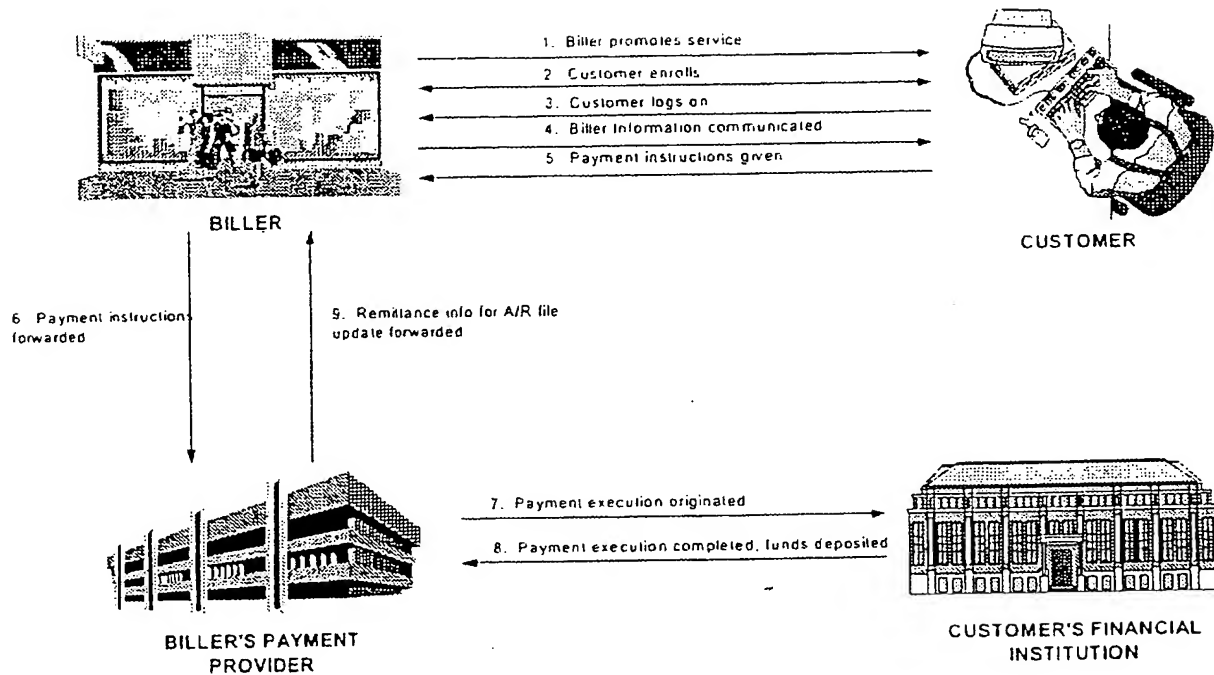 1. Biller promotes service
2 Customer enrolls
3. Customer logs on
4. Biller Information communicated
5 Payment instructions given
BILLER
CUSTOMER
6 Payment instructions
forwarded
9. Remittance info for A/R file
update forwarded
7. Payment execution originated
8. Payment execution completed, funds deposited
BILLER'S PAYMENT
PROVIDER
CUSTOMER'S FINANCIAL
INSTITUTION